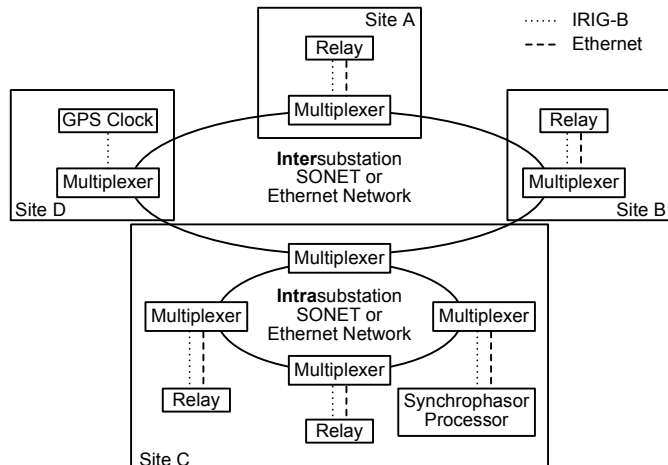 Site A
IRIG-B
Ethernet
Relay
Multiplexer
GPS Clock
Multiplexer
Site D
Relay
Multiplexer
Site B
Intersubstation
SONET or
Ethernet Network
Multiplexer
Multiplexer
Intrasubstation
SONET or
Ethernet Network
Multiplexer
Multiplexer
Relay
Relay
Synchrophasor
Processor
Site C